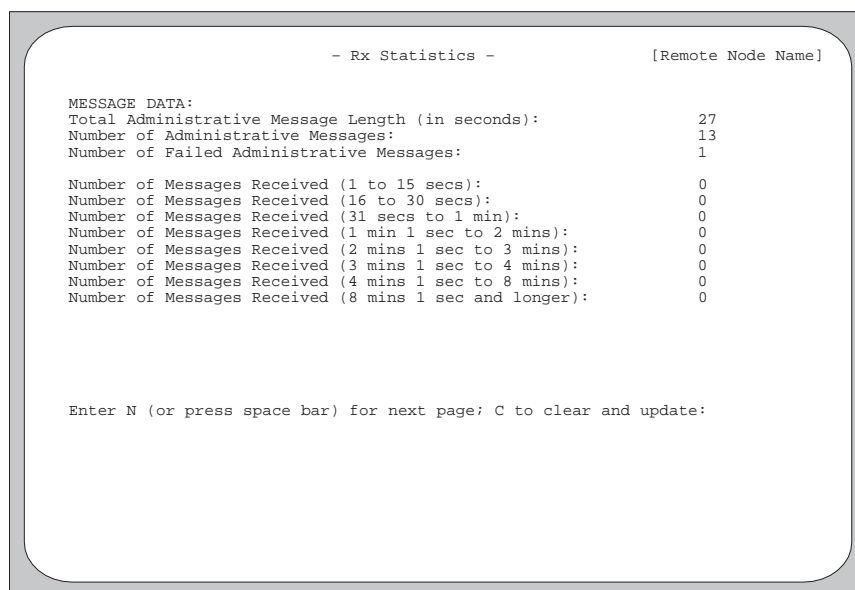 - Rx Statistics - [Remote Node Name]
MESSAGE DATA:
Total Administrative Message Length (in seconds): 27
Number of Administrative Messages: 13
Number of Failed Administrative Messages: 1
Number of Messages Received (1 to 15 secs): 0
Number of Messages Received (16 to 30 secs): 0
Number of Messages Received (31 secs to 1 min): 0
Number of Messages Received (1 min 1 sec to 2 mins): 0
Number of Messages Received (2 mins 1 sec to 3 mins): 0
Number of Messages Received (3 mins 1 sec to 4 mins): 0
Number of Messages Received (4 mins 1 sec to 8 mins): 0
Number of Messages Received (8 mins 1 sec and longer): 0
Enter N (or press space bar) for next page; C to clear and update: